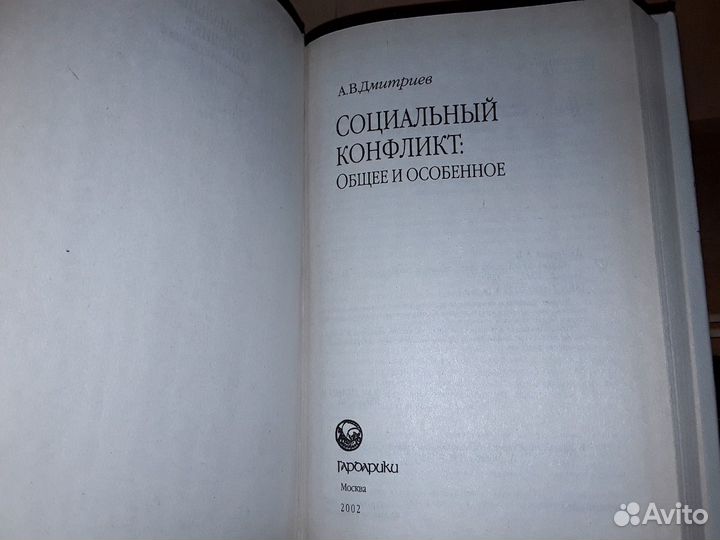 А.В.Дмитриев
СОЦИАЛЬНЫЙ
КОНФЛИКТ:
ОБЩЕЕ И ОСОБЕННОЕ
ГАРДАРИКИ
Москва
2002
Avito